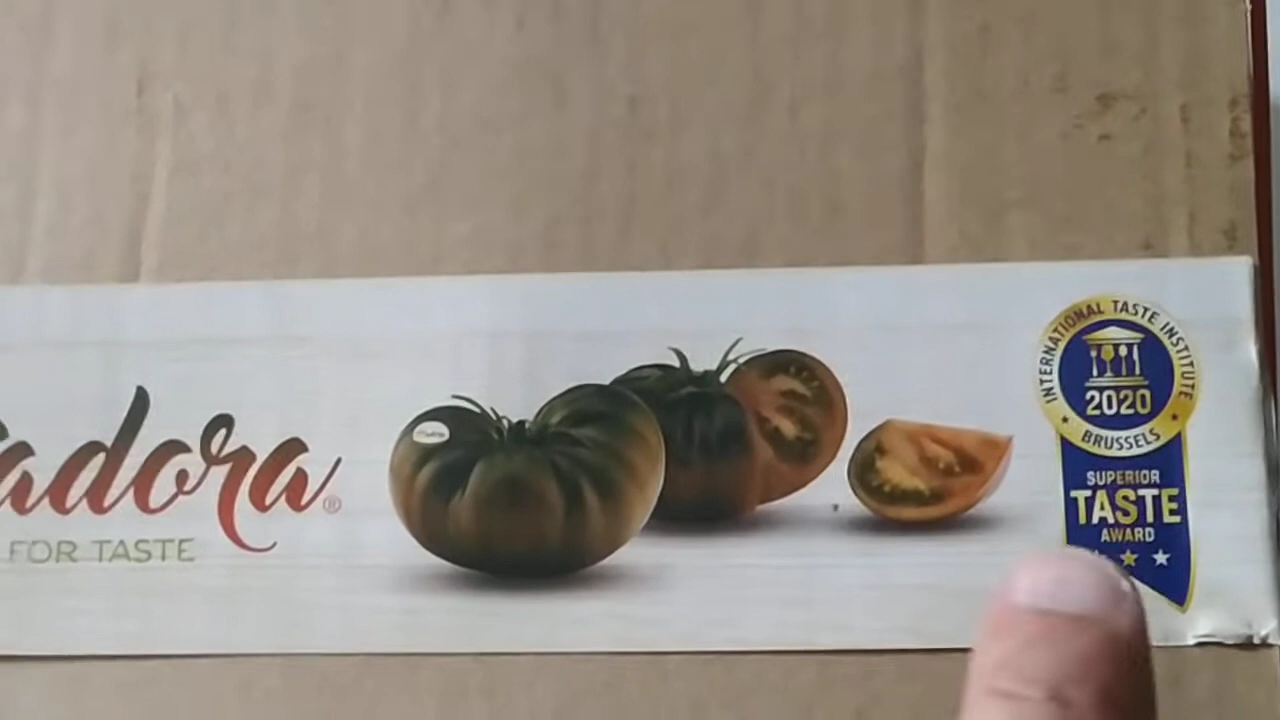 adora®
FOR TASTE
INTERNATIONAL TASTE INSTITUTE
2020
BRUSSELS
SUPERIOR
TASTE
AWARD